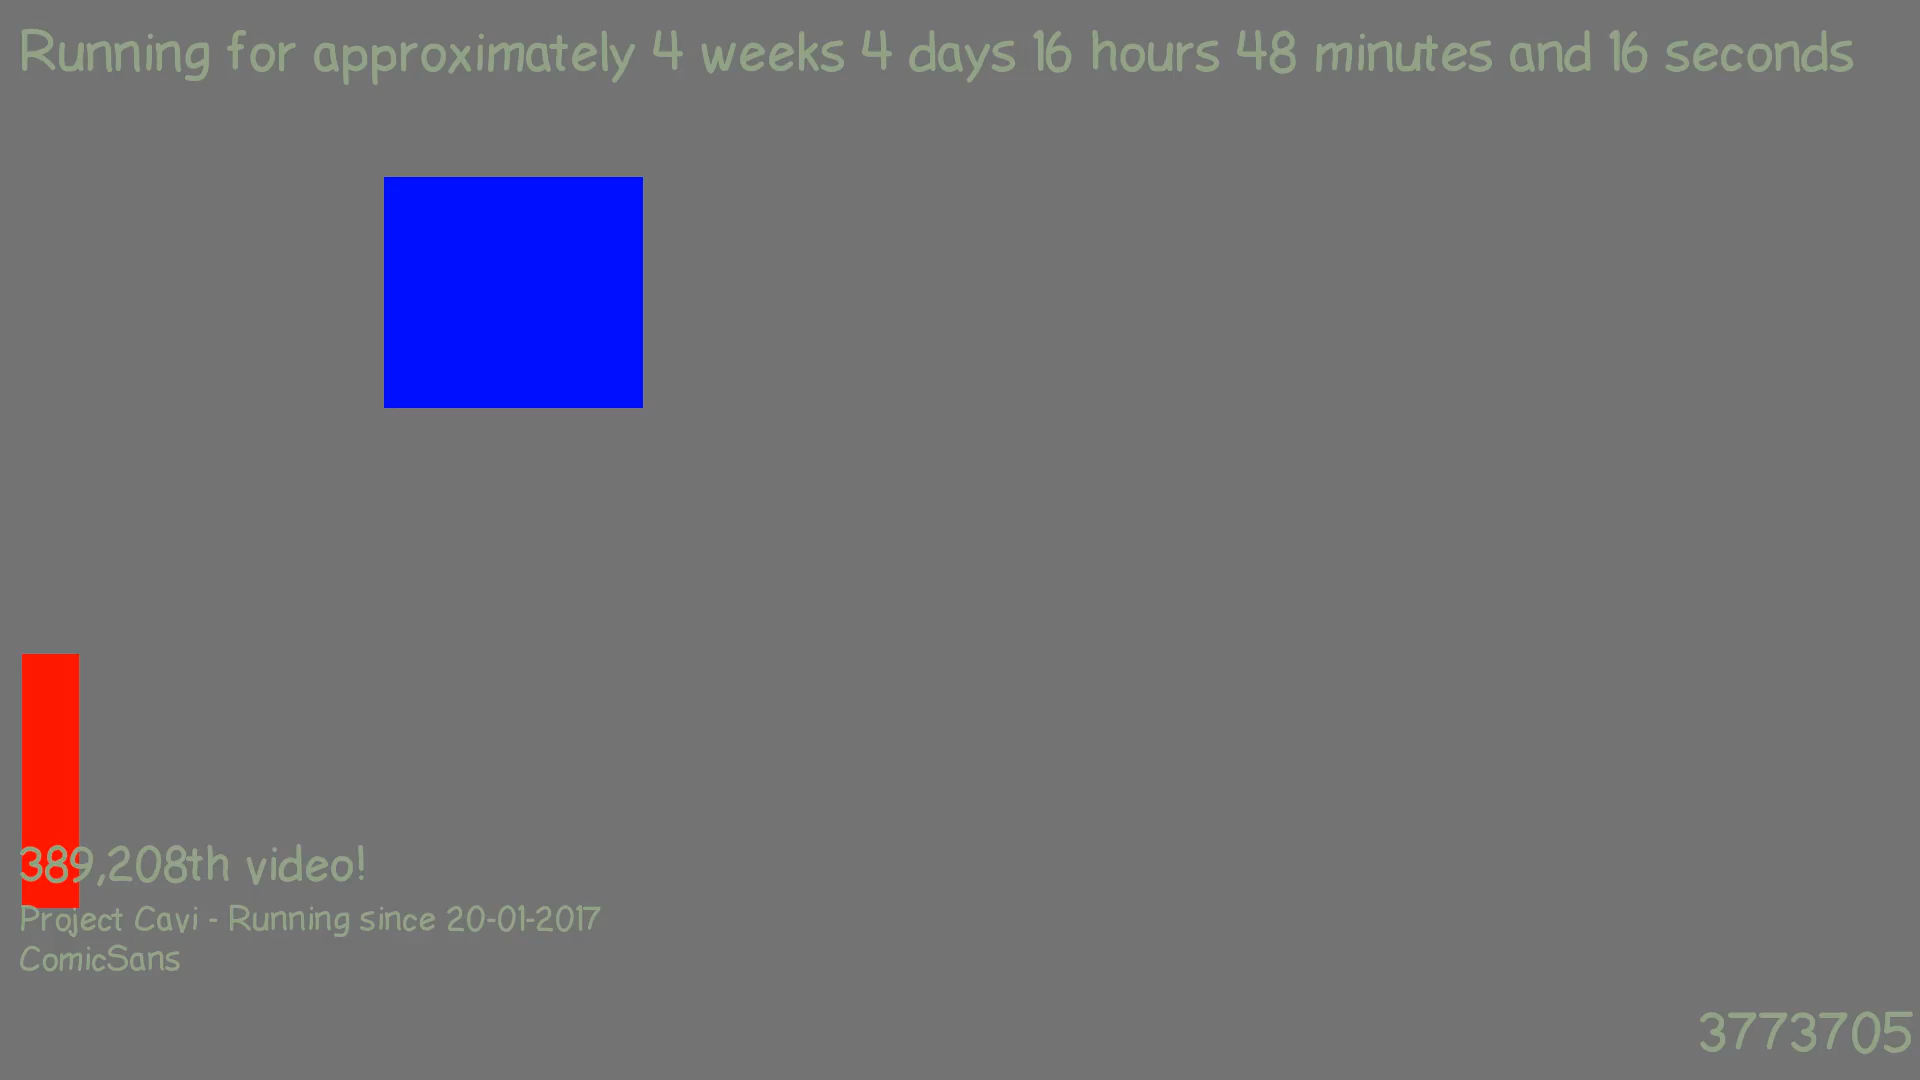 Running for approximately 4 weeks 4 days 16 hours 48 minutes and 16 seconds
389,208th video!
Project Cavi - Running since 20-01-2017
ComicSans
3773705